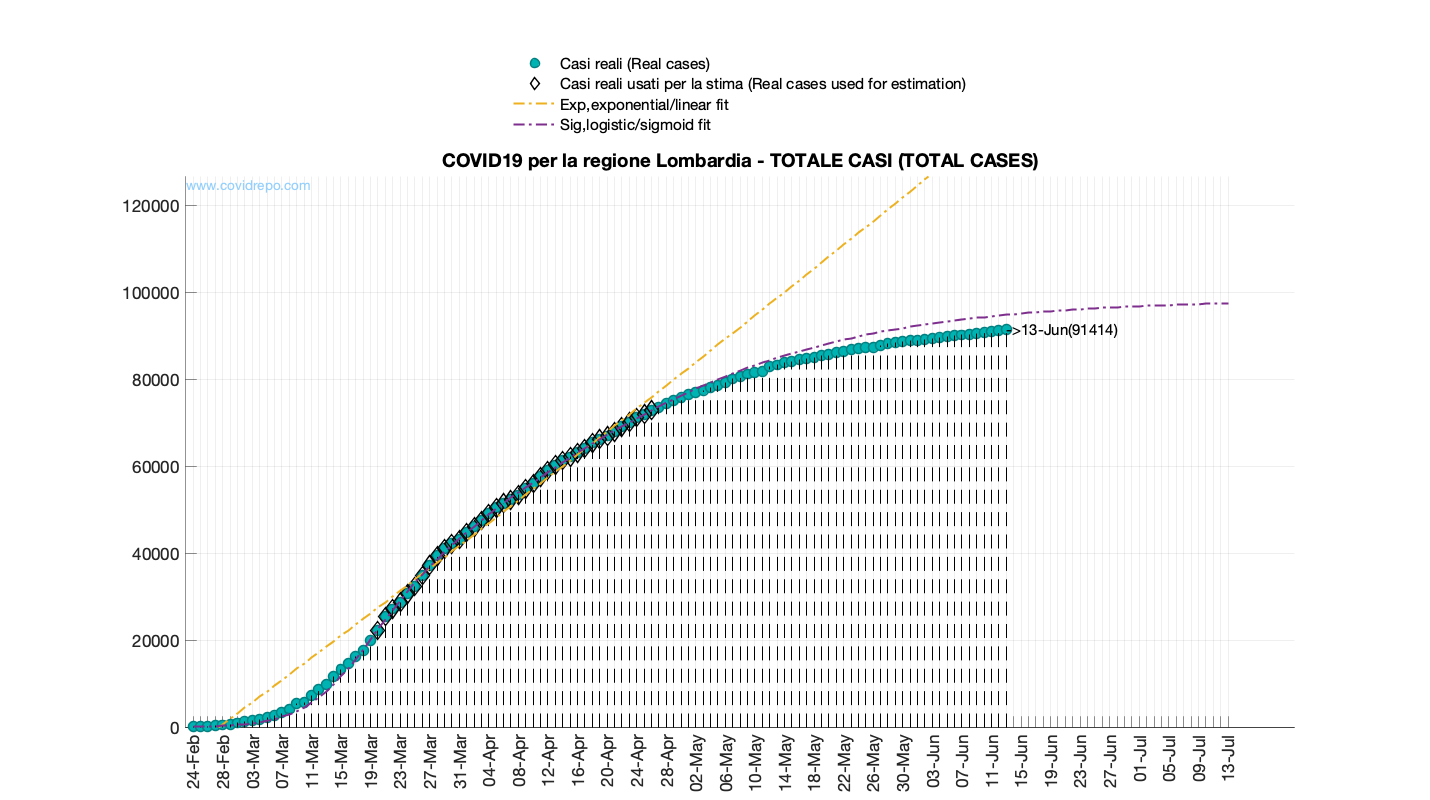 Casi reali (Real cases)
Casi reali usati per la stima (Real cases used for estimation)
Exp,exponential/linear fit
Sig,logistic/sigmoid fit
COVID19 per la regione Lombardia - TOTALE CASI (TOTAL CASES)
www.covidrepo.com
120000
100000
80000
60000
40000
20000
0
->13-Jun(91414)
24-Feb
28-Feb
03-Mar
07-Mar
11-Mar
15-Mar
19-Mar
23-Mar
27-Mar
31-Mar
04-Apr
08-Apr
12-Apr
16-Apr
20-Apr
24-Apr
28-Apr
02-May
06-May
10-May
14-May
18-May
22-May
26-May
30-May
03-Jun
07-Jun
11-Jun
15-Jun
19-Jun
23-Jun
27-Jun
01-Jul
05-Jul
09-Jul
13-Jul